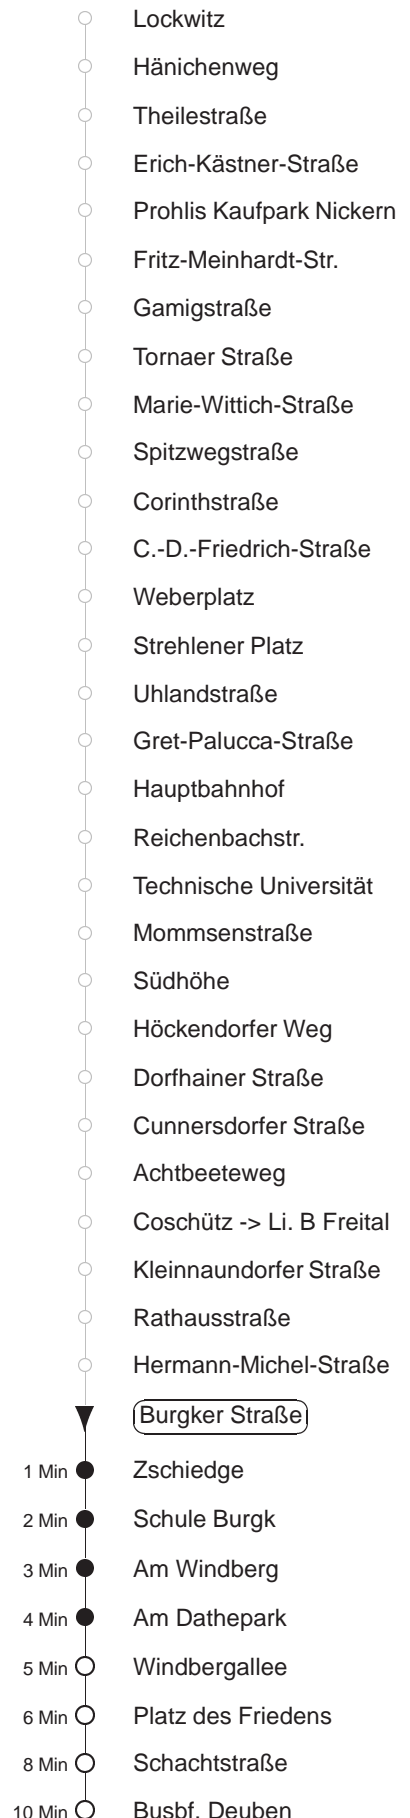 Lockwitz
Hänichenweg
Theilestraße
Erich-Kästner-Straße
Prohlis Kaufpark Nickern
Fritz-Meinhardt-Str.
Gamigstraße
Tornaer Straße
Marie-Wittich-Straße
Spitzwegstraße
Corinthstraße
C.-D.-Friedrich-Straße
Weberplatz
Strehlener Platz
Uhlandstraße
Gret-Palucca-Straße
Hauptbahnhof
Reichenbachstr.
Technische Universität
Mommsenstraße
Südhöhe
Höckendorfer Weg
Dorfhainer Straße
Cunnersdorfer Straße
Achtbeeteweg
Coschütz -> Li. B Freital
Kleinnaundorfer Straße
Rathausstraße
Hermann-Michel-Straße
Burgker Straße
1 Min Zschiedge
2 Min Schule Burgk
3 Min Am Windberg
4 Min Am Dathepark
5 Min Windbergallee
6 Min Platz des Friedens
8 Min Schachtstraße
10 Min Busbf. Deuben